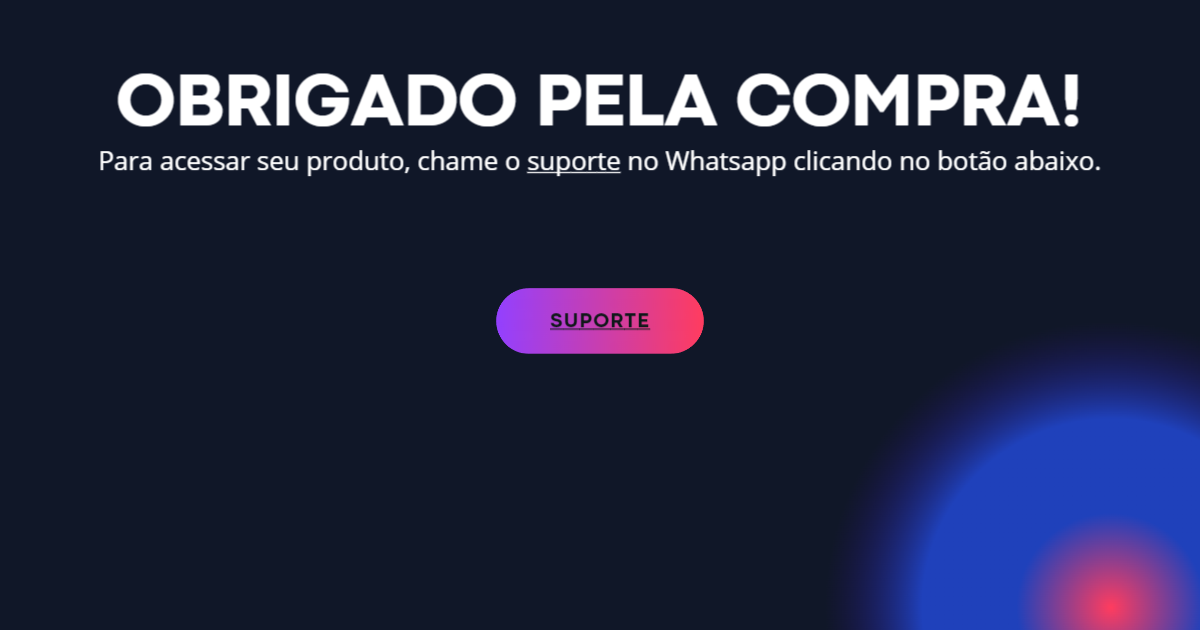 OBRIGADO PELA COMPRA!
Para acessar seu produto, chame o suporte no Whatsapp clicando no botão abaixo.
SUPORTE